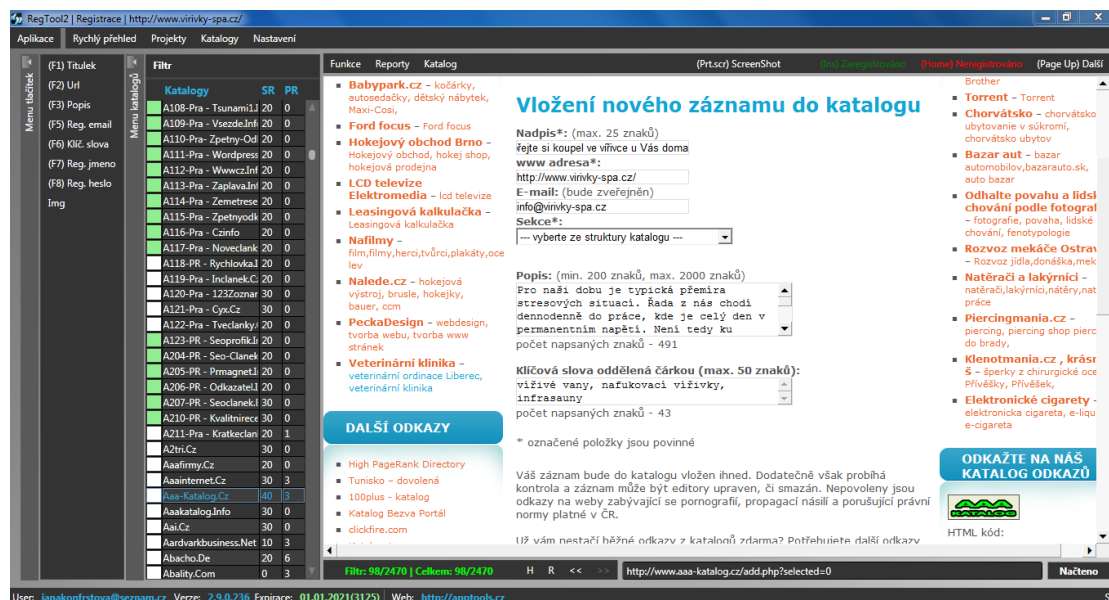 RegTool2 | Registrace | http://www.virivky-spa.cz/
Aplikace Rychlý přehled Projekty Katalogy Nastavení
Menu tlačítek
(F1) Titulek
(F2) Url
(F3) Popis
(F5) Reg. email
(F6) Klíč. slova
(F7) Reg. jmeno
(F8) Reg. heslo
Img
Menu katalogů
Filtr
Katalogy SR PR
A108-Pra - Tsunami1.I 20 0
A109-Pra - Vsezde.Inf 20 0
A110-Pra- Zpetny-Od 20 0
A111-Pra - Wordpress 20 0
A112-Pra - Wwwcz.Inf 20 0
A113-Pra - Zaplava.Inf 20 0
A114-Pra - Zemetrese 20 0
A115-Pra - Zpetnyodk 20 0
A116-Pra - Czinfo 20 0
A117-Pra - Noveclank 20 0
A118-PR - Rychlovka.I 20 0
A119-Pra - Inclanek.C 20 0
A120-Pra - 123Zoznar 30 0
A121-Pra - Cyx.Cz 30 0
A122-Pra - Tveclanky. 20 0
A123-PR - Seoprofik.I 20 0
A204-PR - Seo-Clanek 20 0
A205-PR - Prmagnet.I 20 0
A206-PR - Odkazatel.I 20 0
A207-PR - Seoclanek. 30 0
A210-PR - Kvalitnirece 30 0
A211-Pra - Kratkeclan 20 1
A2tri.Cz 30 0
Aaafirmy.Cz 20 0
Aaainternet.Cz 30 3
Aaa-Katalog.Cz 40 3
Aaakatalog.Info 30 0
Aai.Cz 30 0
Aardvarkbusiness.Net 10 3
Abacho.De 20 6
Abality.Com 0 3
Funkce Reporty Katalog (Prt.scr) ScreenShot (Ins) Zaregistrováno (Home) Neregistrováno (Page Up) Další
Babypark.cz – kočárky,
autosedačky, dětský nábytek,
Maxi-Cosi,
Ford focus – Ford focus
Hokejový obchod Brno –
Hokejový obchod, hokej shop,
hokejová prodejna
LCD televize
Elektromedia – lcd televize
Leasingová kalkulačka –
Leasingová kalkulačka
Nafilmy –
film,filmy,herci,tvůrci,plakáty,oce
lev
Nalede.cz – hokejová
výstroj, brusle, hokejky,
bauer, ccm
PeckaDesign – webdesign,
tvorba webu, tvorba www
stránek
Veterinární klinika –
veterinární ordinace Liberec,
veterinární klinika
DALŠÍ ODKAZY
High PageRank Directory
Tunisko – dovolená
100plus - katalog
Katalog Bezva Portál
clickfire.com
Vložení nového záznamu do katalogu
Nadpis*: (max. 25 znaků)
řejte si koupel ve vířivce u Vás doma
www adresa*:
http://www.virivky-spa.cz/
E-mail: (bude zveřejněn)
info@virivky-spa.cz
Sekce*:
--- vyberte ze struktury katalogu ---
Popis: (min. 200 znaků, max. 2000 znaků)
Pro naši dobu je typická přemíra
stresových situací. Řada z nás chodí
dennodenně do práce, kde je celý den v
permanentním napětí. Není tedy ku
počet napsaných znaků - 491
Klíčová slova oddělená čárkou (max. 50 znaků):
vířivé vany, nafukovací vířivky,
infrasauny
počet napsaných znaků - 43
* označené položky jsou povinné
Váš záznam bude do katalogu vložen ihned. Dodatečně však probíhá
kontrola a záznam může být editory upraven, či smazán. Nepovoleny jsou
odkazy na weby zabývající se pornografií, propagací násilí a porušující právní
normy platné v ČR.
Už vám nestačí běžné odkazy z katalogů zdarma? Potřebujete další odkazy
Brother
Torrent – Torrent
Chorvátsko – chorvátsko
ubytovanie v súkromí,
chorvátsko ubytov
Bazar aut – bazar
automobilov,bazarauto.sk,
auto bazar
Odhalte povahu a lidsk
chování podle fotograf
– fotografie, povaha, lidské
chování, fenotypologie
Rozvoz mekáče Ostrav
– Rozvoz jídla,donáška,mek
Natěrači a lakýrníci –
natěrači,lakýrníci,nátěry,nat
práce
Piercingmania.cz –
piercing, piercing shop pierc
do brady,
Klenotmania.cz , krásn
Š – šperky z chirurgické oce
Přívěšky, Přívěšek,
Elektronické cigarety –
elektronicka cigareta, e-liqu
e-cigareta
ODKAŽTE NA NÁŠ
KATALOG ODKAZŮ
AAA
KATALOG
HTML kód:
Filtr: 98/2470 | Celkem: 98/2470 H R << >> http://www.aaa-katalog.cz/add.php?selected=0 Načteno
User: janakonfrstova@seznam.cz Verze: 2.9.0.236 Expirace: 01.01.2021(3125) Web: http://apptools.cz S